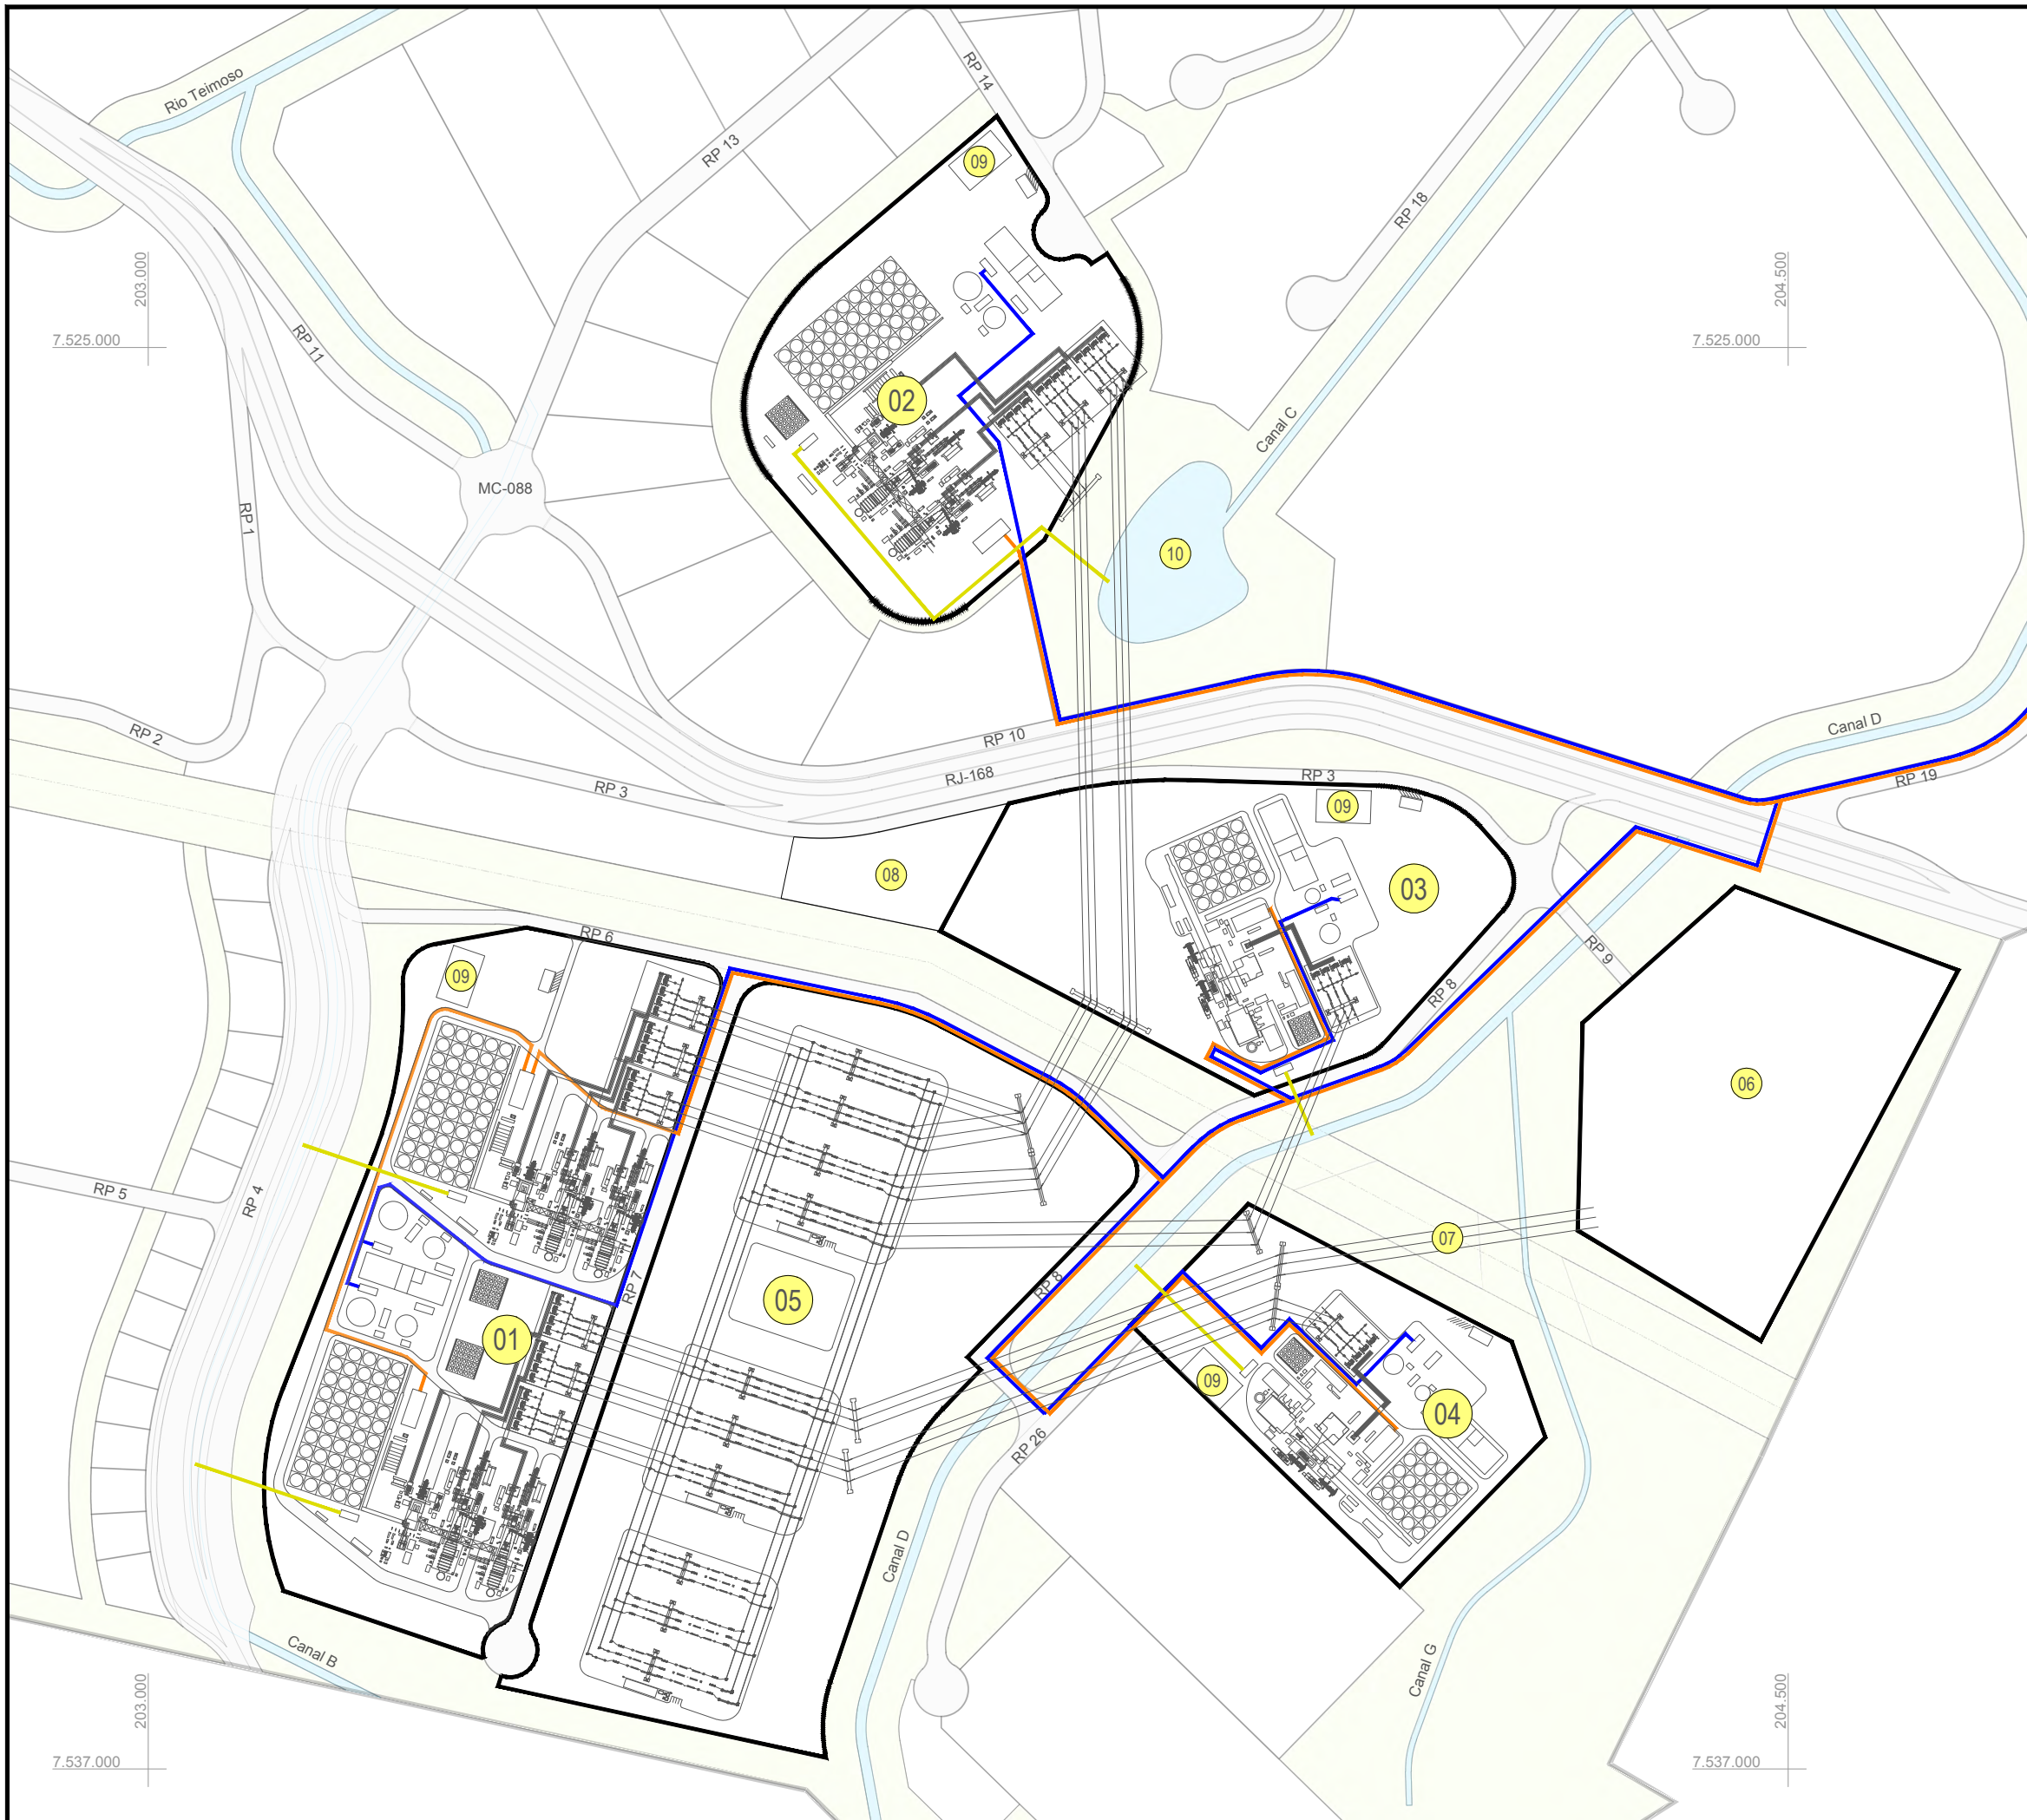 Rio Teimoso
RP 14
RP 13
09
RP 18
203.000
7.525.000
204.500
7.525.000
RP 11
02
Canal C
MC-088
RP 1
10
RP 2
RP 10
Canal D
RJ-168
RP 3
RP 3
RP 19
09
08
03
RP 6
09
RP 9
RP 8
06
RP 5
RP 4
07
RP 7
RP 8
05
01
09
04
RP 26
Canal D
Canal B
Canal G
203.000
7.537.000
204.500
7.537.000